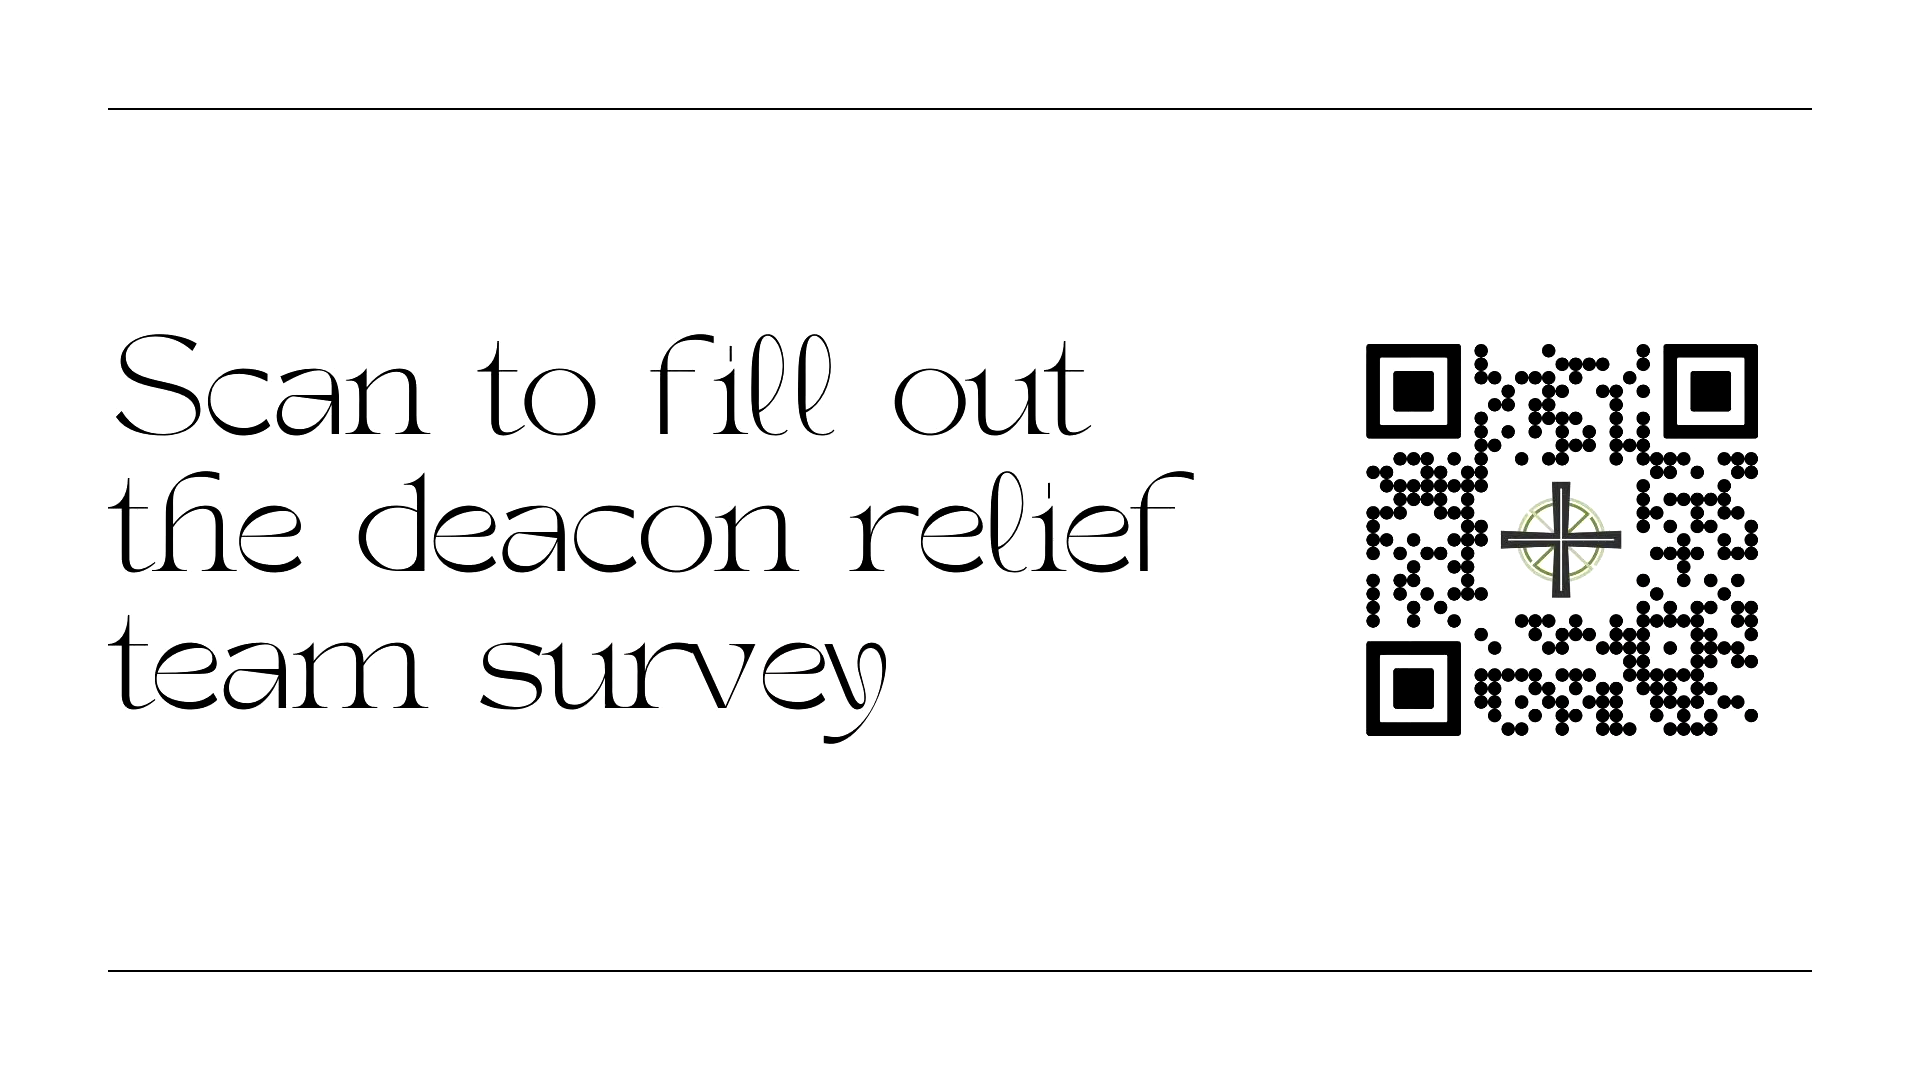 Scan to fill out
the deacon relief
team survey